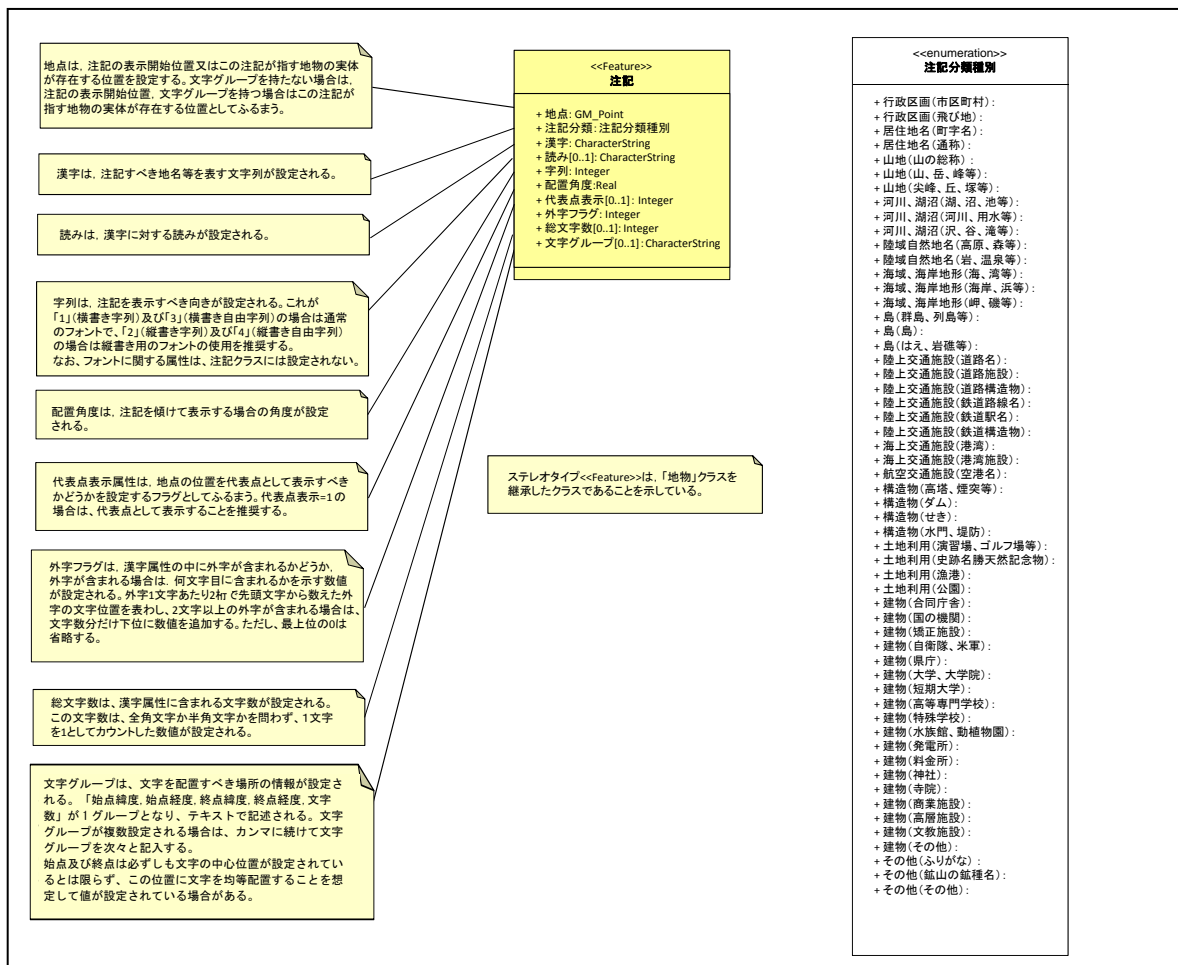 地点は，注記の表示開始位置又はこの注記が指す地物の実体
が存在する位置を設定する。文字グループを持たない場合は，
注記の表示開始位置，文字グループを持つ場合はこの注記が
指す地物の実体が存在する位置としてふるまう。
漢字は，注記すべき地名等を表す文字列が設定される。
読みは，漢字に対する読みが設定される。
字列は，注記を表示すべき向きが設定される。これが
「1」（横書き字列）及び「3」（横書き自由字列）の場合は通常
のフォントで、「2」（縦書き字列）及び「4」（縦書き自由字列）
の場合は縦書き用のフォントの使用を推奨する。
なお、フォントに関する属性は、注記クラスには設定されない。
配置角度は，注記を傾けて表示する場合の角度が設定
される。
代表点表示属性は，地点の位置を代表点として表示すべき
かどうかを設定するフラグとしてふるまう。代表点表示=1の
場合は、代表点として表示することを推奨する。
外字フラグは，漢字属性の中に外字が含まれるかどうか，
外字が含まれる場合は，何文字目に含まれるかを示す数値
が設定される。外字1文字あたり2桁で先頭文字から数えた外
字の文字位置を表わし、2文字以上の外字が含まれる場合は、
文字数分だけ下位に数値を追加する。ただし、最上位の0は
省略する。
総文字数は、漢字属性に含まれる文字数が設定される。
この文字数は、全角文字か半角文字かを問わず、1文字
を1としてカウントした数値が設定される。
文字グループは、文字を配置すべき場所の情報が設定さ
れる。「始点緯度，始点経度，終点緯度，終点経度，文字
数」が１グループとなり、テキストで記述される。文字
グループが複数設定される場合は、カンマに続けて文字
グループを次々と記入する。
始点及び終点は必ずしも文字の中心位置が設定されてい
るとは限らず、この位置に文字を均等配置することを想
定して値が設定されている場合がある。
<<Feature>>
注記
+ 地点: GM_Point
+ 注記分類: 注記分類種別
+ 漢字: CharacterString
+ 読み[0..1]: CharacterString
+ 字列: Integer
+ 配置角度:Real
+ 代表点表示[0..1]: Integer
+ 外字フラグ: Integer
+ 総文字数[0..1]: Integer
+ 文字グループ[0..1]: CharacterString
ステレオタイプ<<Feature>>は、「地物」クラスを
継承したクラスであることを示している。
<<enumeration>>
注記分類種別
+ 行政区画（市区町村）:
+ 行政区画（飛び地）:
+ 居住地名（町字名）:
+ 居住地名（通称）:
+ 山地（山の総称）:
+ 山地（山、岳、峰等）:
+ 山地（尖峰、丘、塚等）:
+ 河川、湖沼（湖、沼、池等）:
+ 河川、湖沼（河川、用水等）:
+ 河川、湖沼（沢、谷、滝等）:
+ 陸域自然地名（高原、森等）:
+ 陸域自然地名（岩、温泉等）:
+ 海域、海岸地形（海、湾等）:
+ 海域、海岸地形（海岸、浜等）:
+ 海域、海岸地形（岬、磯等）:
+ 島（群島、列島等）:
+ 島（島）:
+ 島（はえ、岩礁等）:
+ 陸上交通施設（道路名）:
+ 陸上交通施設（道路施設）:
+ 陸上交通施設（道路構造物）:
+ 陸上交通施設（鉄道路線名）:
+ 陸上交通施設（鉄道駅名）:
+ 陸上交通施設（鉄道構造物）:
+ 海上交通施設（港湾）:
+ 海上交通施設（港湾施設）:
+ 航空交通施設（空港名）:
+ 構造物（高塔、煙突等）:
+ 構造物（ダム）:
+ 構造物（せき）:
+ 構造物（水門、堤防）:
+ 土地利用（演習場、ゴルフ場等）:
+ 土地利用（史跡名勝天然記念物）:
+ 土地利用（漁港）:
+ 土地利用（公園）:
+ 建物（合同庁舎）:
+ 建物（国の機関）:
+ 建物（矯正施設）:
+ 建物（自衛隊、米軍）:
+ 建物（県庁）:
+ 建物（大学、大学院）:
+ 建物（短期大学）:
+ 建物（高等専門学校）:
+ 建物（特殊学校）:
+ 建物（水族館、動植物園）:
+ 建物（発電所）:
+ 建物（料金所）:
+ 建物（神社）:
+ 建物（寺院）:
+ 建物（商業施設）:
+ 建物（高層施設）:
+ 建物（文教施設）:
+ 建物（その他）:
+ その他（ふりがな）:
+ その他（鉱山の鉱種名）:
+ その他（その他）: